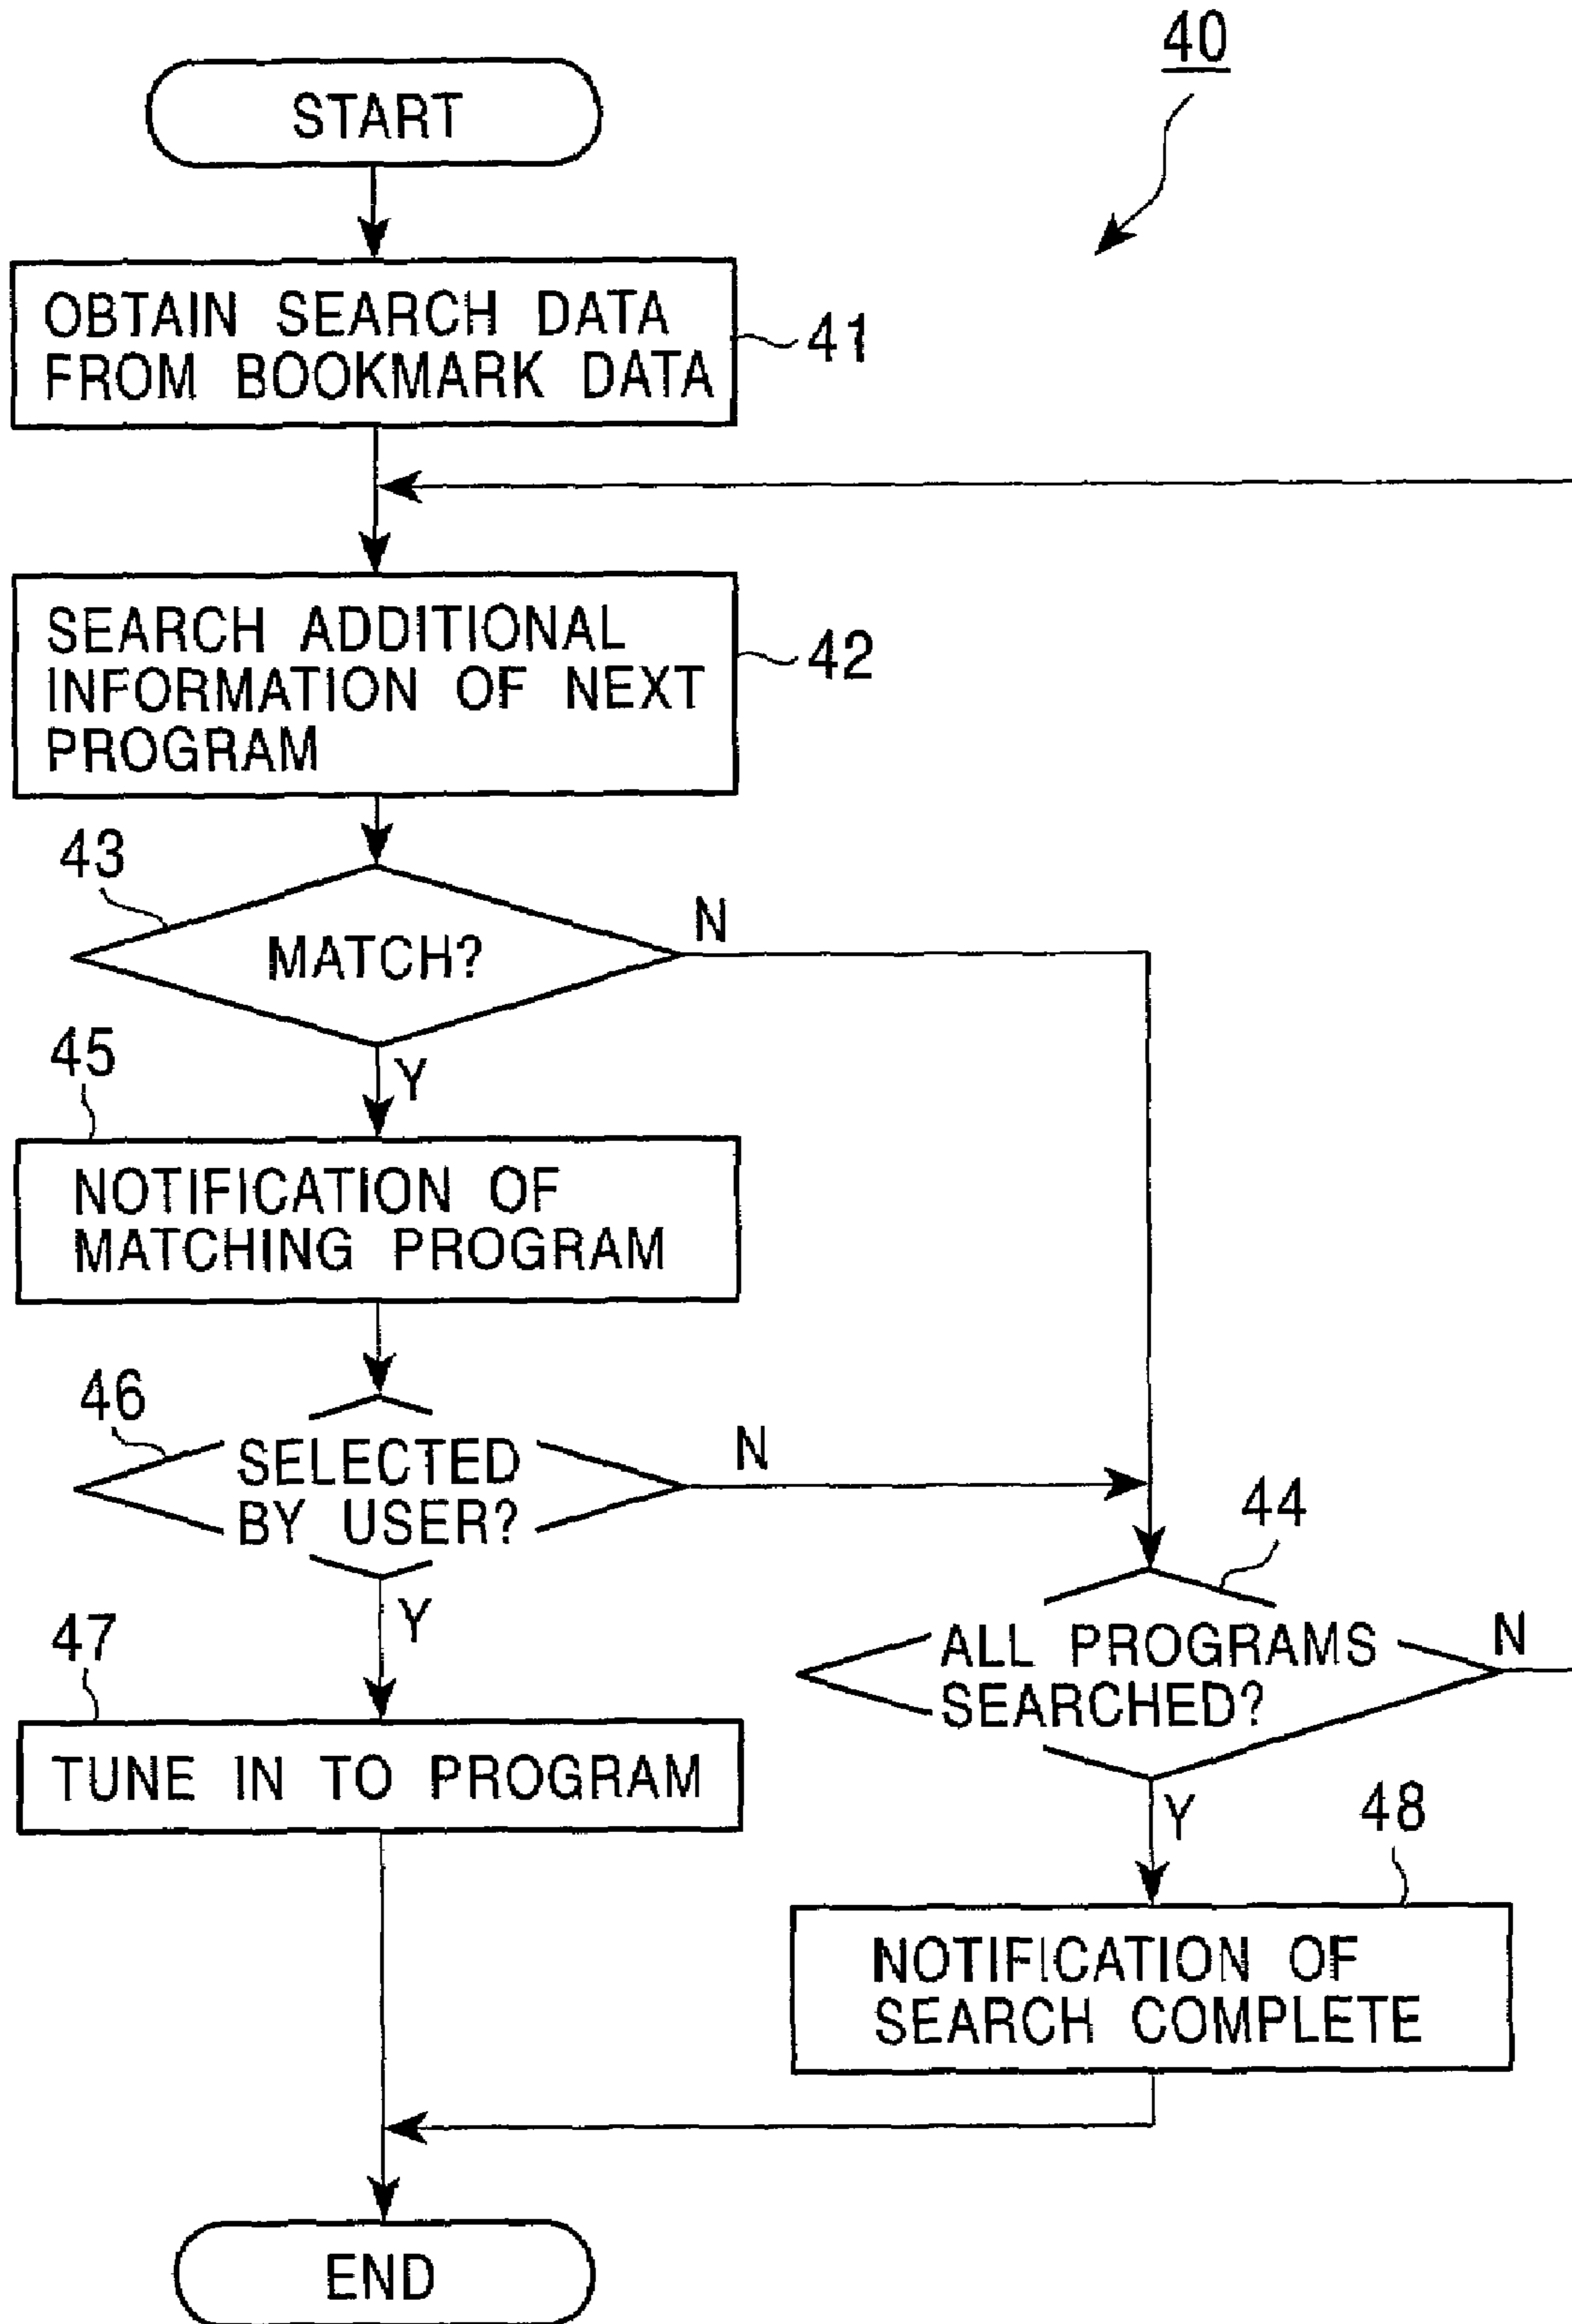 40
START
OBTAIN SEARCH DATA
FROM BOOKMARK DATA
41
SEARCH ADDITIONAL
INFORMATION OF NEXT
PROGRAM
42
43
MATCH?
N
Y
45
NOTIFICATION OF
MATCHING PROGRAM
46
SELECTED
BY USER?
N
Y
44
ALL PROGRAMS
SEARCHED?
N
Y
47
TUNE IN TO PROGRAM
48
NOTIFICATION OF
SEARCH COMPLETE
END